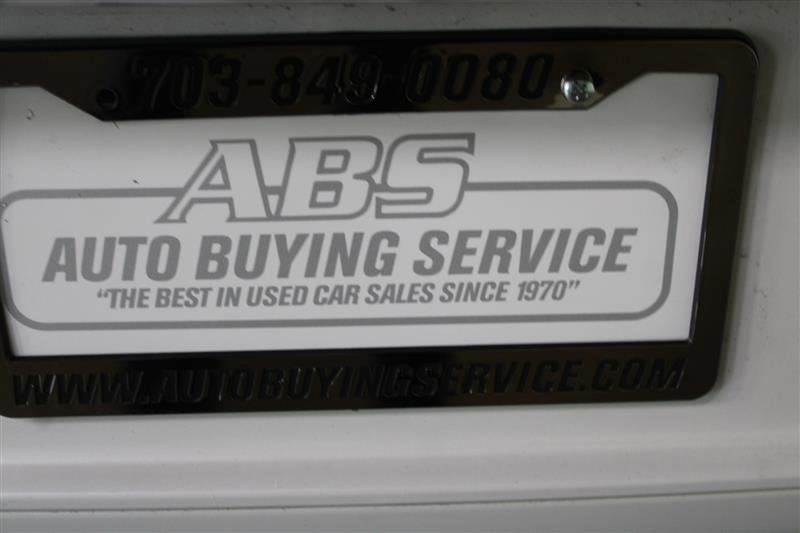 703-849-0080
ABS
AUTO BUYING SERVICE
"THE BEST IN USED CAR SALES SINCE 1970"
WWW.AUTOBUYINGSERVICE.COM